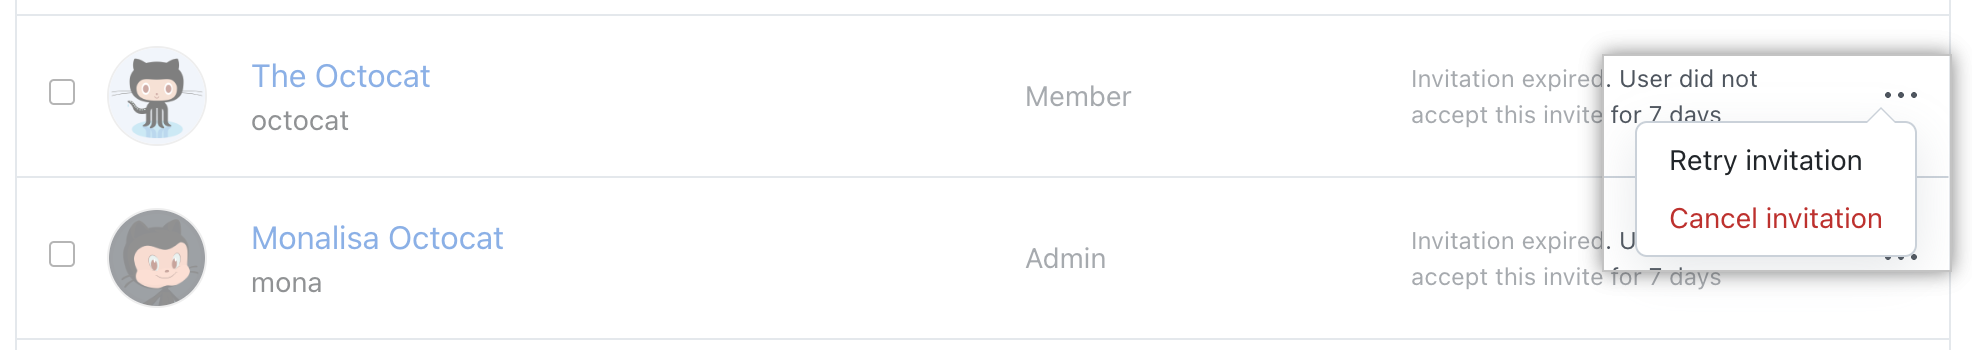 The Octocat
octocat
Member
Invitation expired. User did not
accept this invite for 7 days
Retry invitation
Cancel invitation
Monalisa Octocat
mona
Admin
Invitation expired. U
accept this invite for 7 days